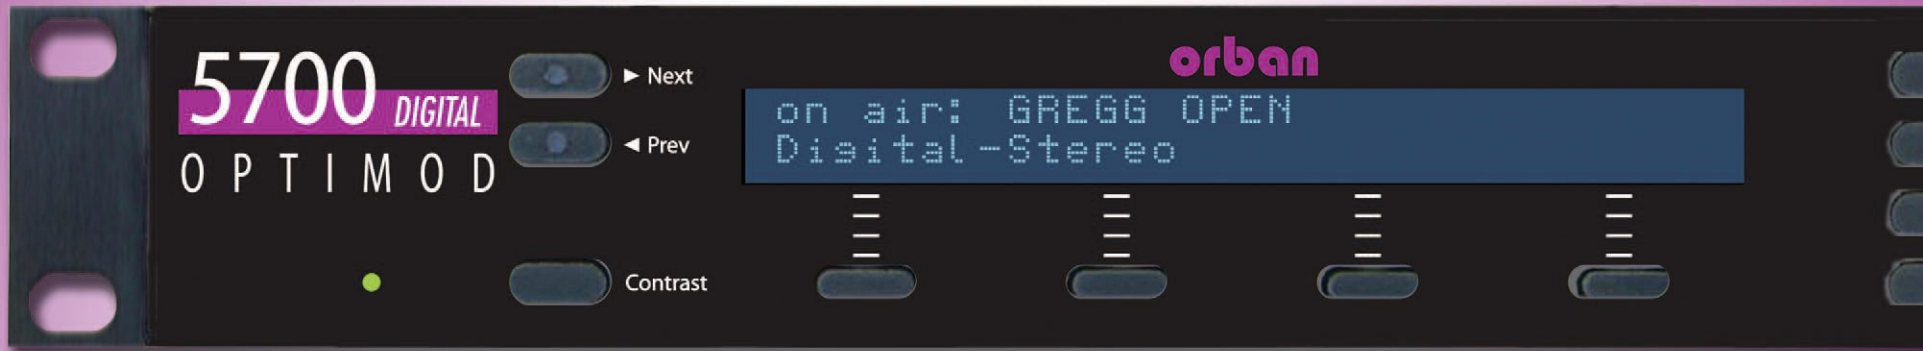 5700 DIGITAL
OPTIMOD
► Next
◄ Prev
Contrast
orban
on air: GREGG OPEN
Digital-Stereo